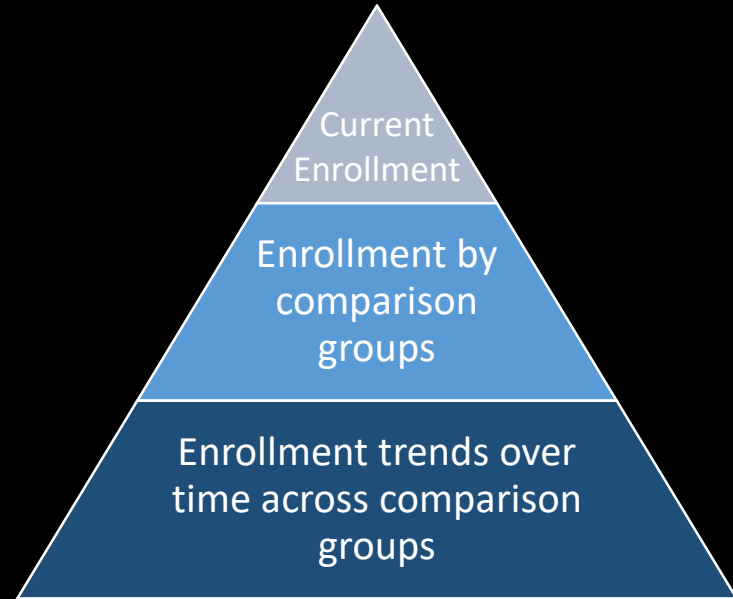 Current
Enrollment
Enrollment by
comparison
groups
Enrollment trends over
time across comparison
groups